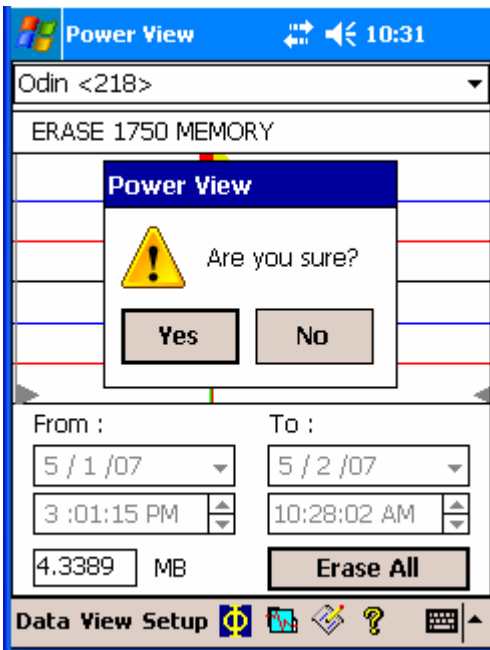 Power View 10:31
Odin <218>
ERASE 1750 MEMORY
Power View
Are you sure?
Yes No
From : To :
5 / 1 /07 5 / 2 /07
3 :01:15 PM 10:28:02 AM
4.3389 MB Erase All
Data View Setup Φ ?